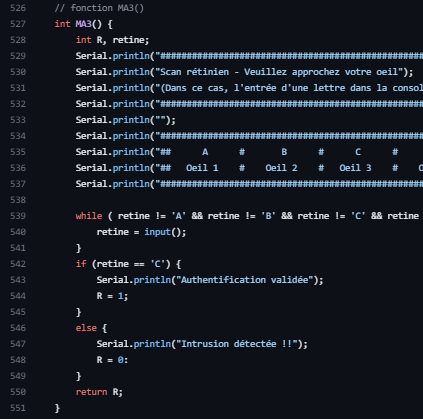 526 // fonction MA3()
527 int MA3() {
528 int R, retine;
529 Serial.println("##################################################
530 Serial.println("Scan rétinien - Veuillez approchez votre oeil");
531 Serial.println("(Dans ce cas, l'entrée d'une lettre dans la consol
532 Serial.println("##################################################
533 Serial.println("");
534 Serial.println("##################################################
535 Serial.println("## A # B # C #
536 Serial.println("## Oeil 1 # Oeil 2 # Oeil 3 # O
537 Serial.println("##################################################
538
539 while ( retine != 'A' && retine != 'B' && retine != 'C' && retine
540 retine = input();
541 }
542 if (retine == 'C') {
543 Serial.println("Authentification validée");
544 R = 1;
545 }
546 else {
547 Serial.println("Intrusion détectée !!");
548 R = 0:
549 }
550 return R;
551 }